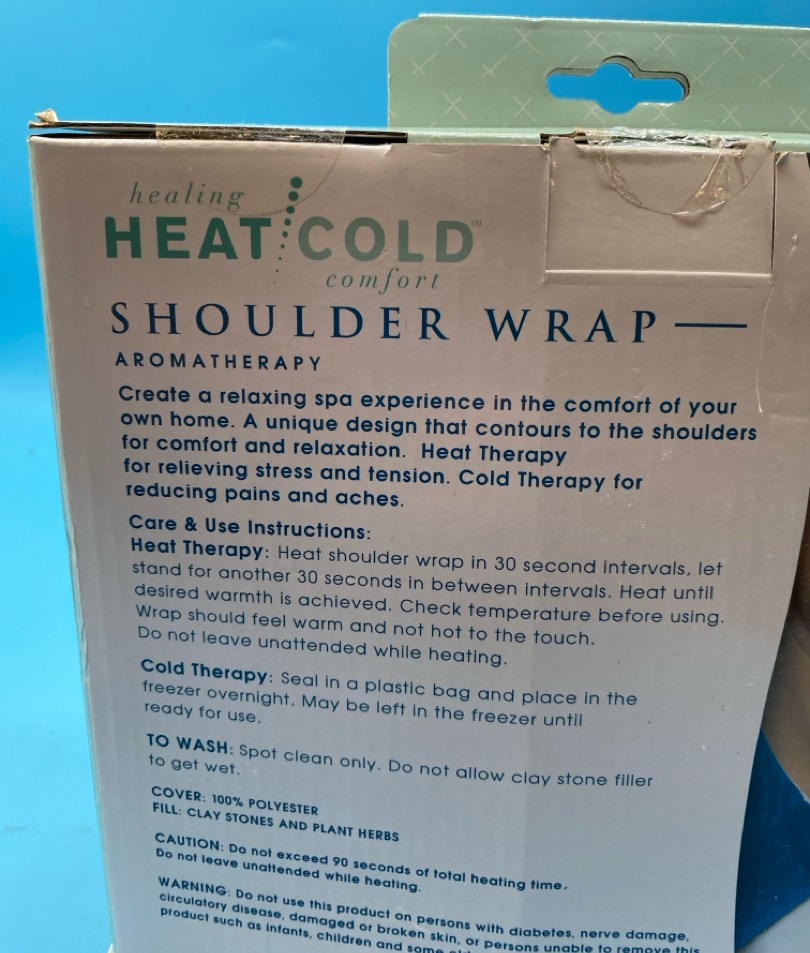 healing
HEAT COLD™
comfort
SHOULDER WRAP
AROMATHERAPY
Create a relaxing spa experience in the comfort of your
own home. A unique design that contours to the shoulders
for comfort and relaxation. Heat Therapy
for relieving stress and tension. Cold Therapy for
reducing pains and aches.
Care & Use Instructions:
Heat Therapy: Heat shoulder wrap in 30 second intervals, let
stand for another 30 seconds in between intervals. Heat until
desired warmth is achieved. Check temperature before using.
Wrap should feel warm and not hot to the touch.
Do not leave unattended while heating.
Cold Therapy: Seal in a plastic bag and place in the
freezer overnight. May be left in the freezer until
ready for use.
TO WASH: Spot clean only. Do not allow clay stone filler
to get wet.
COVER: 100% POLYESTER
FILL: CLAY STONES AND PLANT HERBS
CAUTION: Do not exceed 90 seconds of total heating time.
Do not leave unattended while heating.
WARNING: Do not use this product on persons with diabetes, nerve damage,
circulatory disease, damaged or broken skin, or persons unable to remove this
product such as infants, children and some